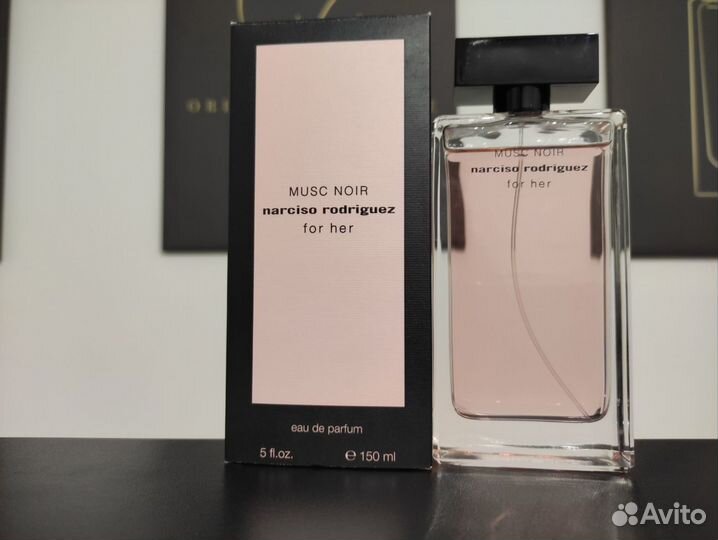 MUSC NOIR
narciso rodriguez
for her
eau de parfum
5 fl.oz. e 150 ml
MUSC NOIR
narciso rodriguez
for her
Avito